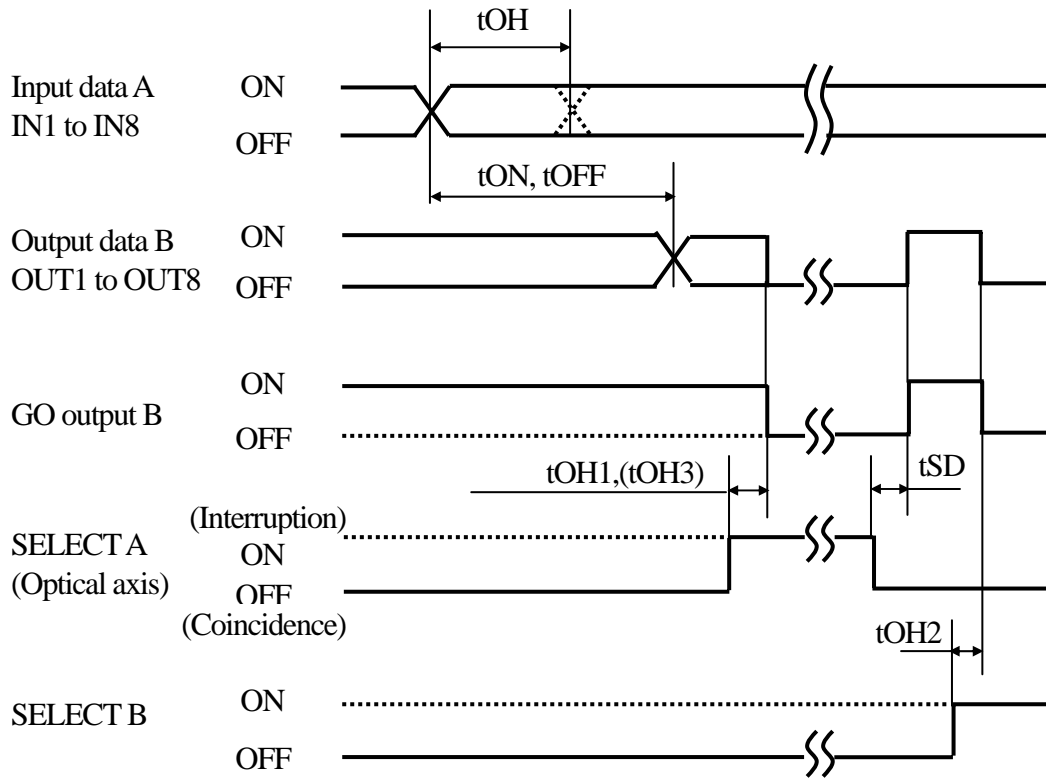 tOH
Input data A
IN1 to IN8
ON
OFF
tON, tOFF
Output data B
OUT1 to OUT8
ON
OFF
GO output B
ON
OFF
tOH1,(tOH3)
tSD
SELECT A
(Optical axis)
(Interruption)
ON
OFF
(Coincidence)
tOH2
SELECT B
ON
OFF